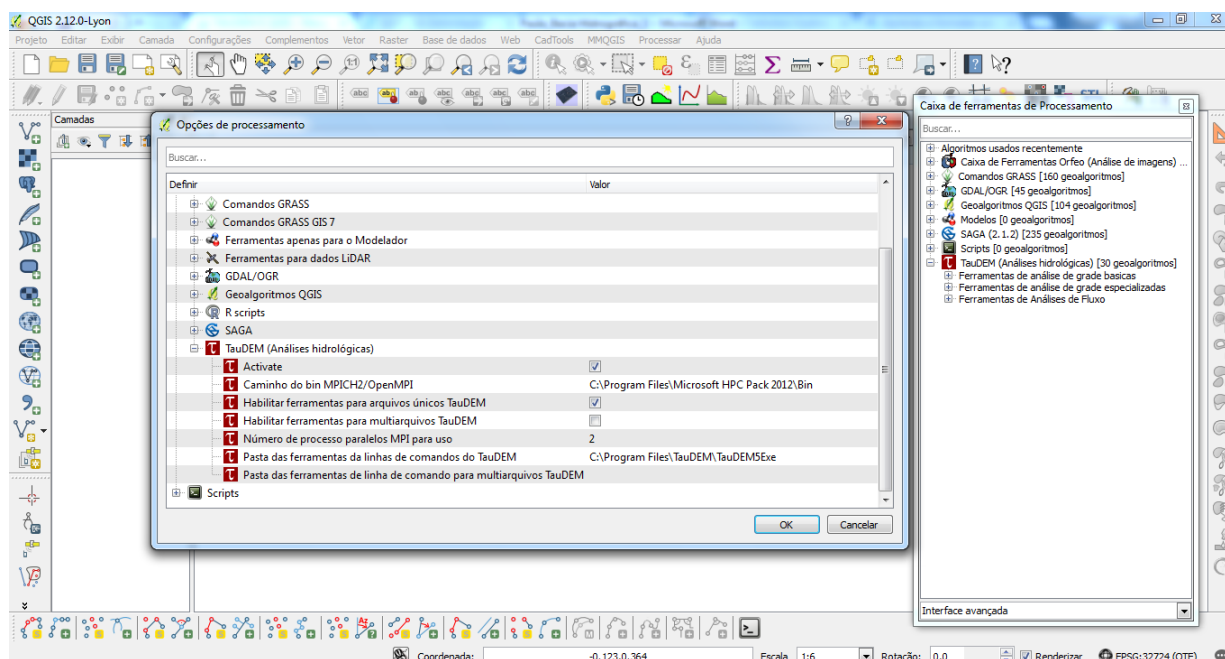 QGIS 2.12.0-Lyon
Projeto Editar Exibir Camada Configurações Complementos Vetor Raster Base de dados Web CadTools MMQGIS Processar Ajuda
Camadas
Opções de processamento
Buscar...
Definir Valor
Comandos GRASS
Comandos GRASS GIS 7
Ferramentas apenas para o Modelador
Ferramentas para dados LiDAR
GDAL/OGR
Geoalgoritmos QGIS
R scripts
SAGA
TauDEM (Análises hidrológicas)
Activate
Caminho do bin MPICH2/OpenMPI C:\Program Files\Microsoft HPC Pack 2012\Bin
Habilitar ferramentas para arquivos únicos TauDEM
Habilitar ferramentas para multiarquivos TauDEM
Número de processo paralelos MPI para uso 2
Pasta das ferramentas da linhas de comandos do TauDEM C:\Program Files\TauDEM\TauDEM5Exe
Pasta das ferramentas de linha de comando para multiarquivos TauDEM
Scripts
OK Cancelar
Caixa de ferramentas de Processamento
Buscar...
Algoritmos usados recentemente
Caixa de Ferramentas Orfeo (Análise de imagens) ...
Comandos GRASS [160 geoalgoritmos]
GDAL/OGR [45 geoalgoritmos]
Geoalgoritmos QGIS [104 geoalgoritmos]
Modelos [0 geoalgoritmos]
SAGA (2.1.2) [235 geoalgoritmos]
Scripts [0 geoalgoritmos]
TauDEM (Análises hidrológicas) [30 geoalgoritmos]
Ferramentas de análise de grade basicas
Ferramentas de análise de grade especializadas
Ferramentas de Análises de Fluxo
Interface avançada
Coordenada: -0.123,0.364 Escala 1:6 Rotação: 0,0 Renderizar EPSG:32724 (OTF)